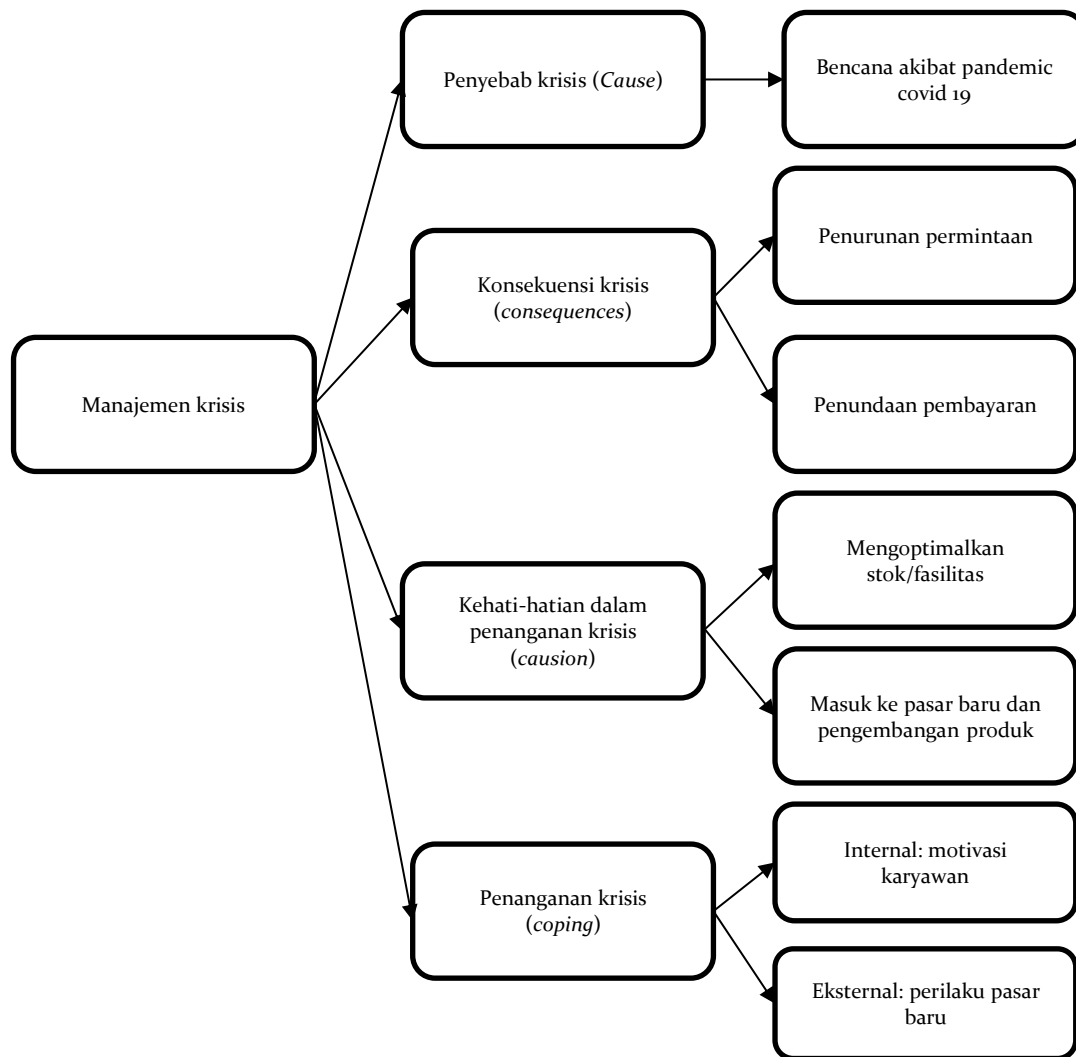 Manajemen krisis
Penyebab krisis (Cause)
Bencana akibat pandemic
covid 19
Konsekuensi krisis
(consequences)
Penurunan permintaan
Penundaan pembayaran
Kehati-hatian dalam
penanganan krisis
(causion)
Mengoptimalkan
stok/fasilitas
Masuk ke pasar baru dan
pengembangan produk
Penanganan krisis
(coping)
Internal: motivasi
karyawan
Eksternal: perilaku pasar
baru